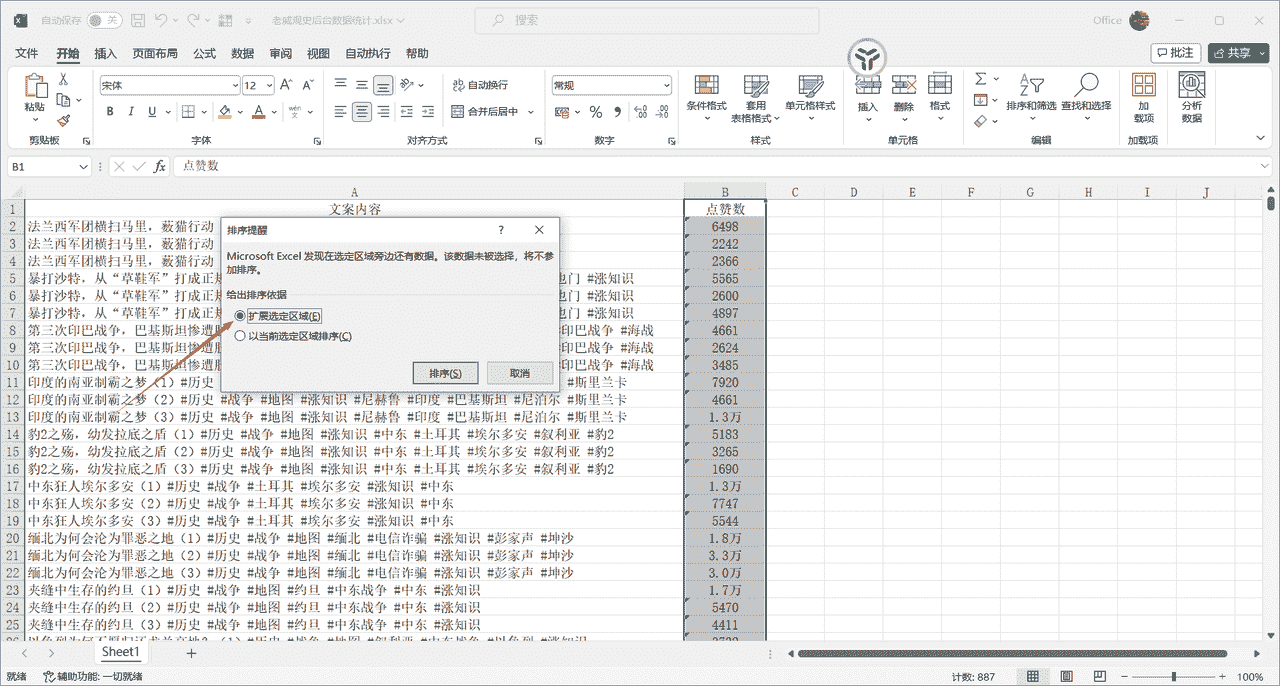 自动保存 关 老威观史后台数据统计.xlsx 搜索 Office
文件 开始 插入 页面布局 公式 数据 审阅 视图 自动执行 帮助 批注 共享
宋体 12 自动换行 常规
粘贴 B I U A 合并后居中 % 条件格式 套用 表格格式 单元格样式 插入 删除 格式 排序和筛选 查找和选择 加载项 分析数据
剪贴板 字体 对齐方式 数字 样式 单元格 编辑 加载项
B1 fx 点赞数
A B C D E F G H I J
1 文案内容 点赞数
2 法兰西军团横扫马里，薮猫行动 6498
3 法兰西军团横扫马里，薮猫行动 2242
4 法兰西军团横扫马里，薮猫行动 2366
5 暴打沙特，从“草鞋军”打成正规 也门 #涨知识 5565
6 暴打沙特，从“草鞋军”打成正规 也门 #涨知识 2600
7 暴打沙特，从“草鞋军”打成正规 也门 #涨知识 4897
8 第三次印巴战争，巴基斯坦惨遭肢 印巴战争 #海战 4661
9 第三次印巴战争，巴基斯坦惨遭肢 印巴战争 #海战 2624
10 第三次印巴战争，巴基斯坦惨遭肢 印巴战争 #海战 3485
11 印度的南亚制霸之梦（1）#历史 #斯里兰卡 7920
12 印度的南亚制霸之梦（2）#历史 #战争 #地图 #涨知识 #尼赫鲁 #印度 #巴基斯坦 #尼泊尔 #斯里兰卡 4661
13 印度的南亚制霸之梦（3）#历史 #战争 #地图 #涨知识 #尼赫鲁 #印度 #巴基斯坦 #尼泊尔 #斯里兰卡 1.3万
14 豹2之殇，幼发拉底之盾（1）#历史 #战争 #地图 #涨知识 #中东 #土耳其 #埃尔多安 #叙利亚 #豹2 5183
15 豹2之殇，幼发拉底之盾（2）#历史 #战争 #地图 #涨知识 #中东 #土耳其 #埃尔多安 #叙利亚 #豹2 3265
16 豹2之殇，幼发拉底之盾（3）#历史 #战争 #地图 #涨知识 #中东 #土耳其 #埃尔多安 #叙利亚 #豹2 1690
17 中东狂人埃尔多安（1）#历史 #战争 #土耳其 #埃尔多安 #涨知识 #中东 1.3万
18 中东狂人埃尔多安（2）#历史 #战争 #土耳其 #埃尔多安 #涨知识 #中东 7747
19 中东狂人埃尔多安（3）#历史 #战争 #土耳其 #埃尔多安 #涨知识 #中东 5544
20 缅北为何会沦为罪恶之地（1）#历史 #战争 #地图 #缅北 #电信诈骗 #涨知识 #彭家声 #坤沙 1.8万
21 缅北为何会沦为罪恶之地（2）#历史 #战争 #地图 #缅北 #电信诈骗 #涨知识 #彭家声 #坤沙 3.3万
22 缅北为何会沦为罪恶之地（3）#历史 #战争 #地图 #缅北 #电信诈骗 #涨知识 #彭家声 #坤沙 3.0万
23 夹缝中生存的约旦（1）#历史 #战争 #地图 #约旦 #中东战争 #中东 #涨知识 1.7万
24 夹缝中生存的约旦（2）#历史 #战争 #地图 #约旦 #中东战争 #中东 #涨知识 5470
25 夹缝中生存的约旦（3）#历史 #战争 #地图 #约旦 #中东战争 #中东 #涨知识 4411
排序提醒 ?
Microsoft Excel 发现在选定区域旁边还有数据。该数据未被选择，将不参
加排序。
给出排序依据
扩展选定区域(E)
以当前选定区域排序(C)
排序(S) 取消
Sheet1
就绪 辅助功能: 一切就绪 计数: 887 100%